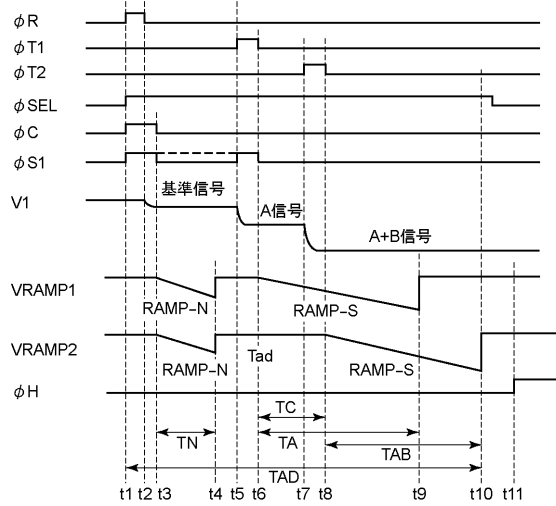 φR
φT1
φT2
φSEL
φC
φS1
V1
基準信号
A信号
A+B信号
VRAMP1
RAMP-N
RAMP-S
VRAMP2
RAMP-N
Tad
RAMP-S
φH
TC
TN
TA
TAB
TAD
t1 t2 t3 t4 t5 t6 t7 t8 t9 t10 t11